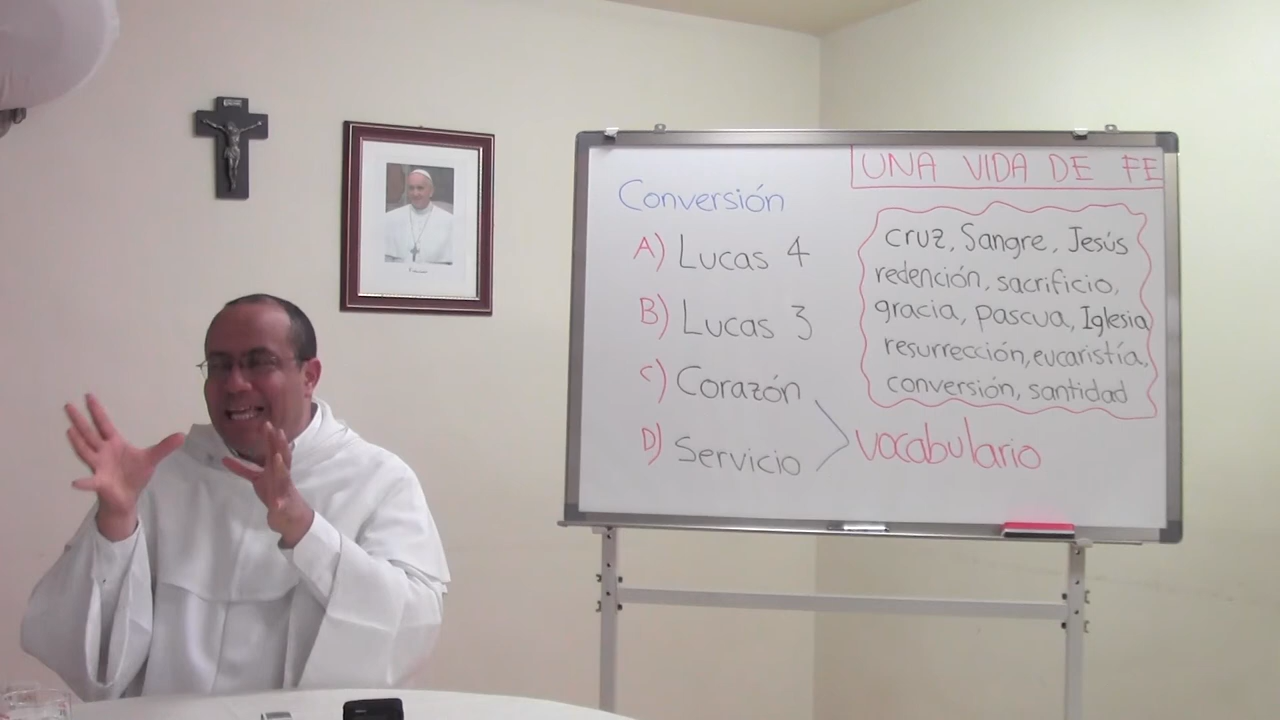 UNA VIDA DE FE
Conversión
A) Lucas 4
B) Lucas 3
C) Corazón
D) Servicio
cruz, Sangre, Jesús
redención, sacrificio,
gracia, pascua, Iglesia
resurrección, eucaristía,
conversión, santidad
vocabulario